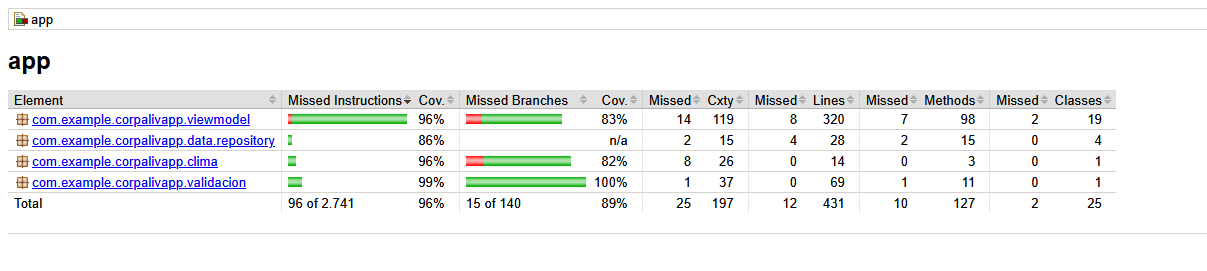 app
app
Element Missed Instructions Cov. Missed Branches Cov. Missed Cxty Missed Lines Missed Methods Missed Classes
com.example.corpalivapp.viewmodel 96% 83% 14 119 8 320 7 98 2 19
com.example.corpalivapp.data.repository 86% n/a 2 15 4 28 2 15 0 4
com.example.corpalivapp.clima 96% 82% 8 26 0 14 0 3 0 1
com.example.corpalivapp.validacion 99% 100% 1 37 0 69 1 11 0 1
Total 96 of 2.741 96% 15 of 140 89% 25 197 12 431 10 127 2 25